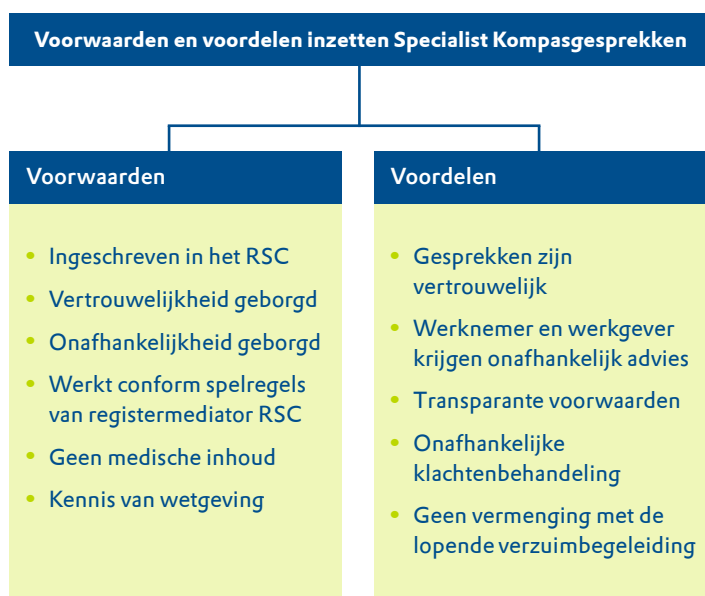 Voorwaarden en voordelen inzetten Specialist Kompasgesprekken
Voorwaarden
• Ingeschreven in het RSC
• Vertrouwelijkheid geborgd
• Onafhankelijkheid geborgd
• Werkt conform spelregels
van registermediator RSC
• Geen medische inhoud
• Kennis van wetgeving
Voordelen
• Gesprekken zijn
vertrouwelijk
• Werknemer en werkgever
krijgen onafhankelijk advies
• Transparante voorwaarden
• Onafhankelijke
klachtenbehandeling
• Geen vermenging met de
lopende verzuimbegeleiding